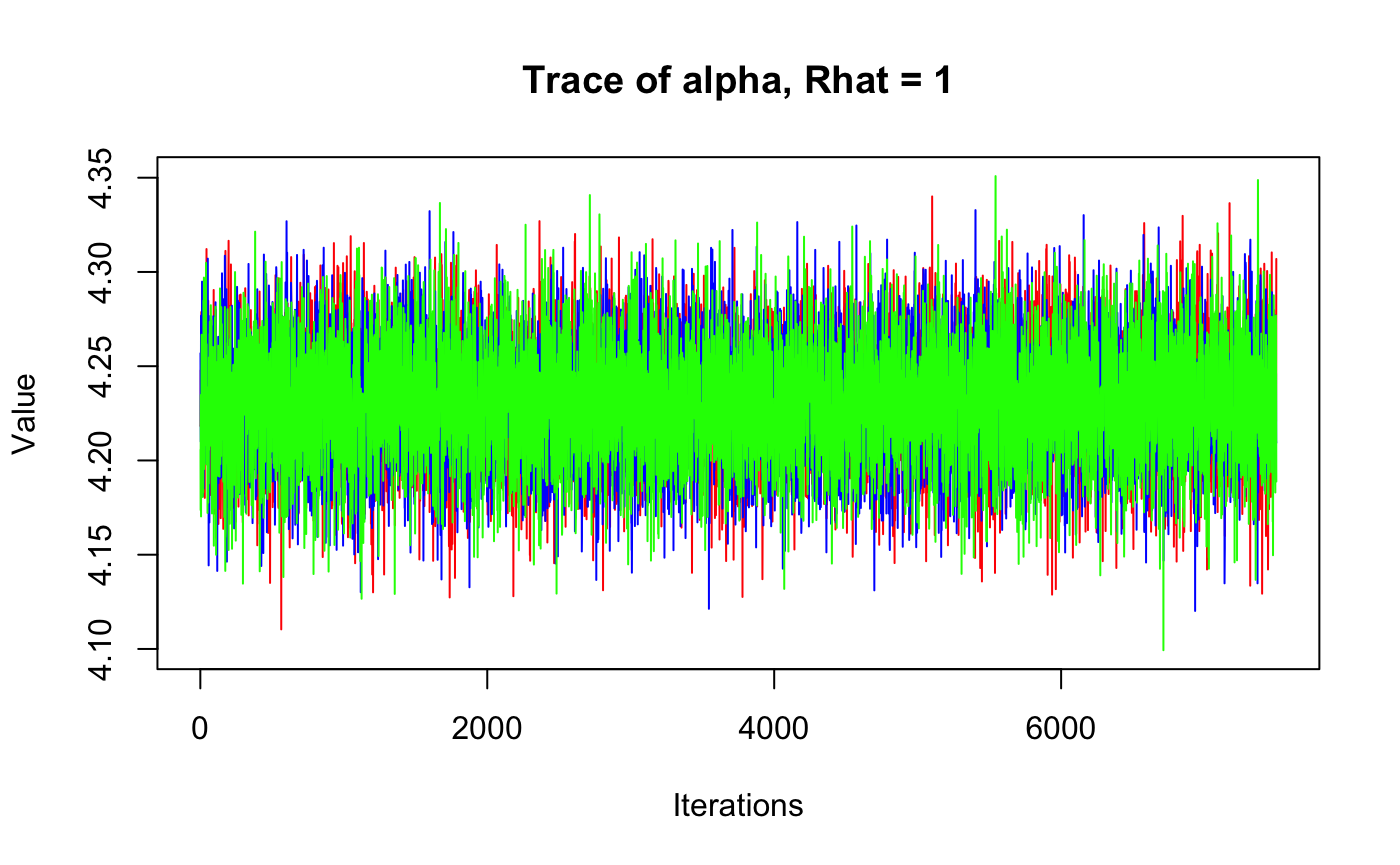 Trace of alpha, Rhat = 1
Value
4.35
4.30
4.25
4.20
4.15
4.10
0 2000 4000 6000
Iterations